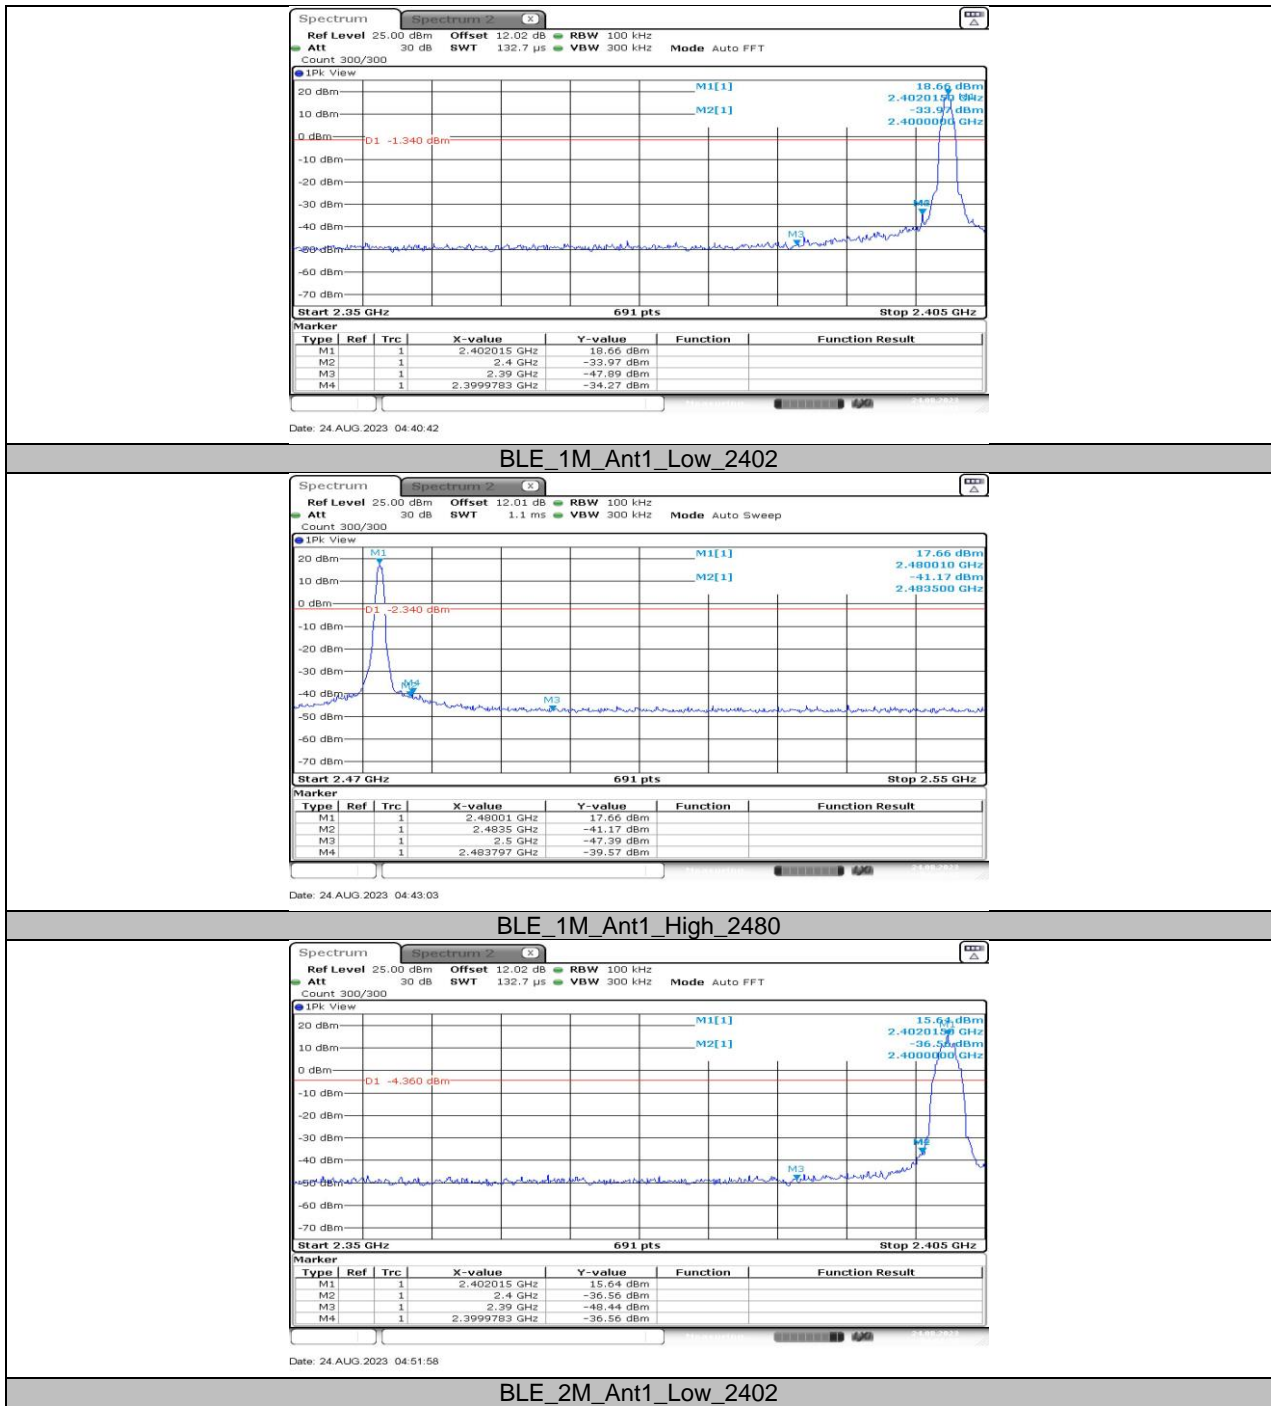 Spectrum Spectrum 2 X
Ref Level 25.00 dBm Offset 12.02 dB RBW 100 kHz
Att 30 dB SWT 132.7 µs VBW 300 kHz Mode Auto FFT
Count 300/300
1Pk View
M1[1] 18.66 dBm
2.4020150 GHz
M2[1] -33.97 dBm
2.4000000 GHz
20 dBm
10 dBm
0 dBm
D1 -1.340 dBm
-10 dBm
-20 dBm
-30 dBm
-40 dBm
M3
-50 dBm
-60 dBm
-70 dBm
Start 2.35 GHz 691 pts Stop 2.405 GHz
Marker
Type Ref Trc X-value Y-value Function Function Result
M1 1 2.402015 GHz 18.66 dBm
M2 1 2.4 GHz -33.97 dBm
M3 1 2.39 GHz -47.89 dBm
M4 1 2.3999783 GHz -34.27 dBm
Date: 24.AUG.2023 04:40:42
BLE_1M_Ant1_Low_2402
Spectrum Spectrum 2 X
Ref Level 25.00 dBm Offset 12.01 dB RBW 100 kHz
Att 30 dB SWT 1.1 ms VBW 300 kHz Mode Auto Sweep
Count 300/300
1Pk View
M1 M1[1] 17.66 dBm
2.480010 GHz
M2[1] -41.17 dBm
2.483500 GHz
20 dBm
10 dBm
0 dBm
D1 -2.340 dBm
-10 dBm
-20 dBm
-30 dBm
-40 dBm
M3
-50 dBm
-60 dBm
-70 dBm
Start 2.47 GHz 691 pts Stop 2.55 GHz
Marker
Type Ref Trc X-value Y-value Function Function Result
M1 1 2.48001 GHz 17.66 dBm
M2 1 2.4835 GHz -41.17 dBm
M3 1 2.5 GHz -47.39 dBm
M4 1 2.483797 GHz -39.57 dBm
Date: 24.AUG.2023 04:43:03
BLE_1M_Ant1_High_2480
Spectrum Spectrum 2 X
Ref Level 25.00 dBm Offset 12.02 dB RBW 100 kHz
Att 30 dB SWT 132.7 µs VBW 300 kHz Mode Auto FFT
Count 300/300
1Pk View
M1[1] 15.64 dBm
2.4020150 GHz
M2[1] -36.56 dBm
2.4000000 GHz
20 dBm
10 dBm
0 dBm
D1 -4.360 dBm
-10 dBm
-20 dBm
-30 dBm
M2
-40 dBm
M3
-50 dBm
-60 dBm
-70 dBm
Start 2.35 GHz 691 pts Stop 2.405 GHz
Marker
Type Ref Trc X-value Y-value Function Function Result
M1 1 2.402015 GHz 15.64 dBm
M2 1 2.4 GHz -36.56 dBm
M3 1 2.39 GHz -48.44 dBm
M4 1 2.3999783 GHz -36.56 dBm
Date: 24.AUG.2023 04:51:58
BLE_2M_Ant1_Low_2402